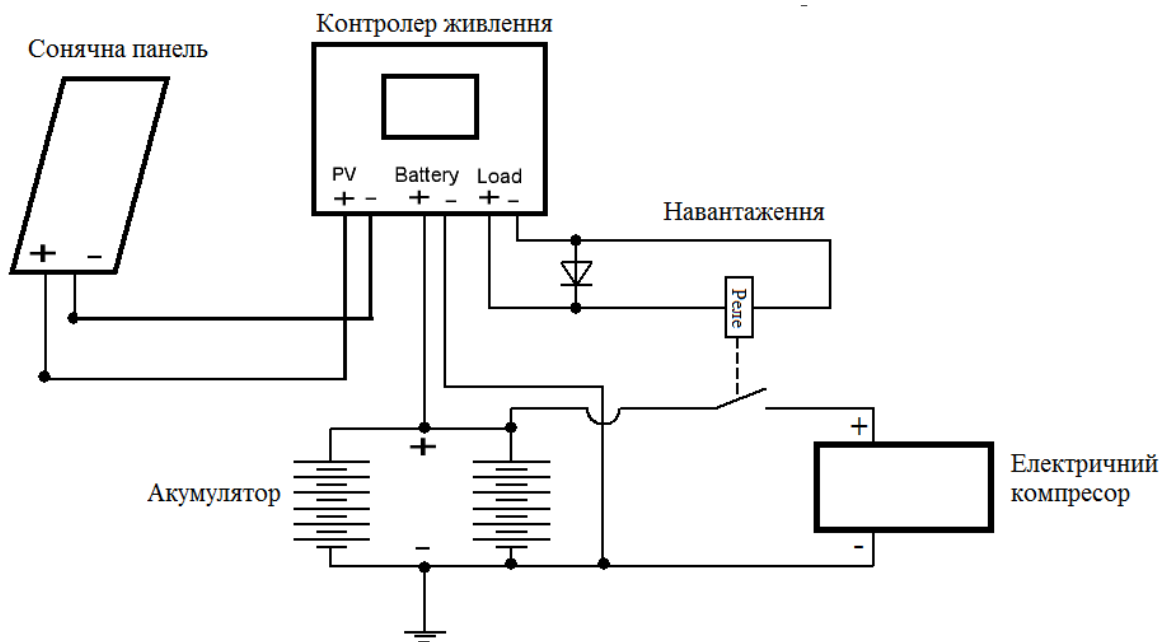 Контролер живлення
Сонячна панель
PV Battery Load
+ – + – + –
Навантаження
+ –
Реле
+
+
Акумулятор
Електричний
компресор
–
-